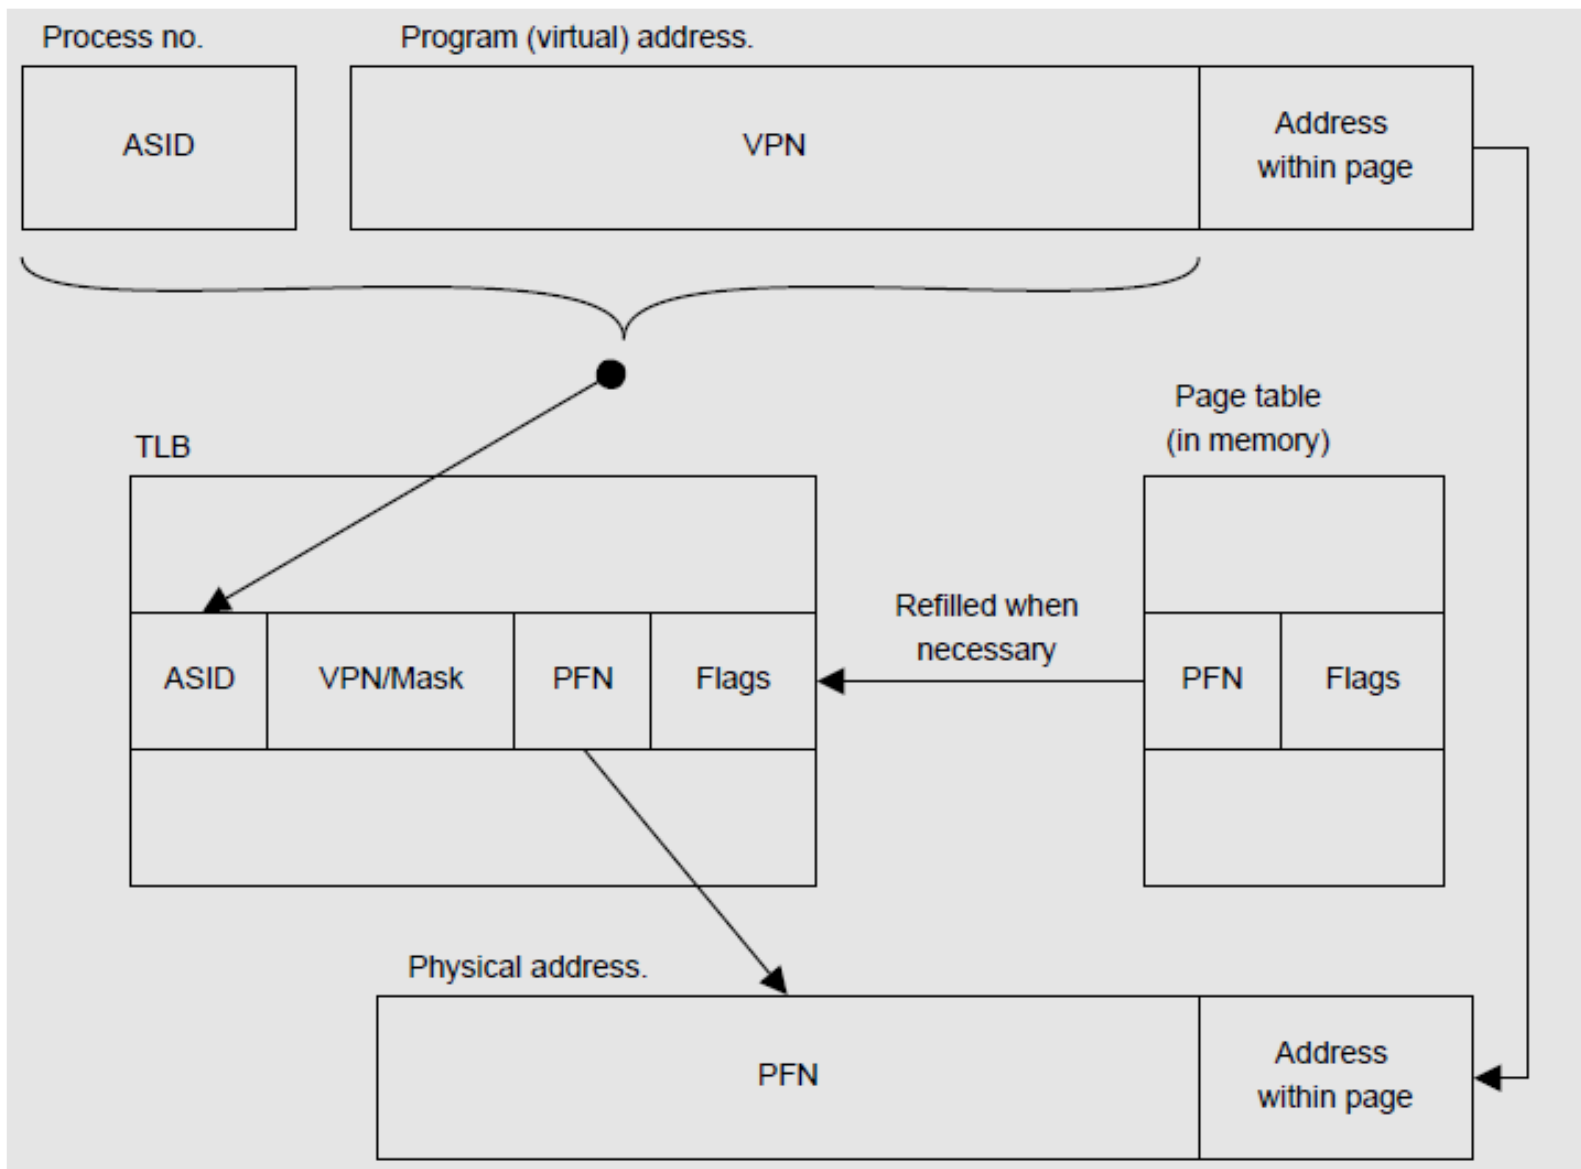 Process no.
Program (virtual) address.
ASID
VPN
Address
within page
Page table
(in memory)
TLB
Refilled when
necessary
ASID
VPN/Mask
PFN
Flags
PFN
Flags
Physical address.
PFN
Address
within page